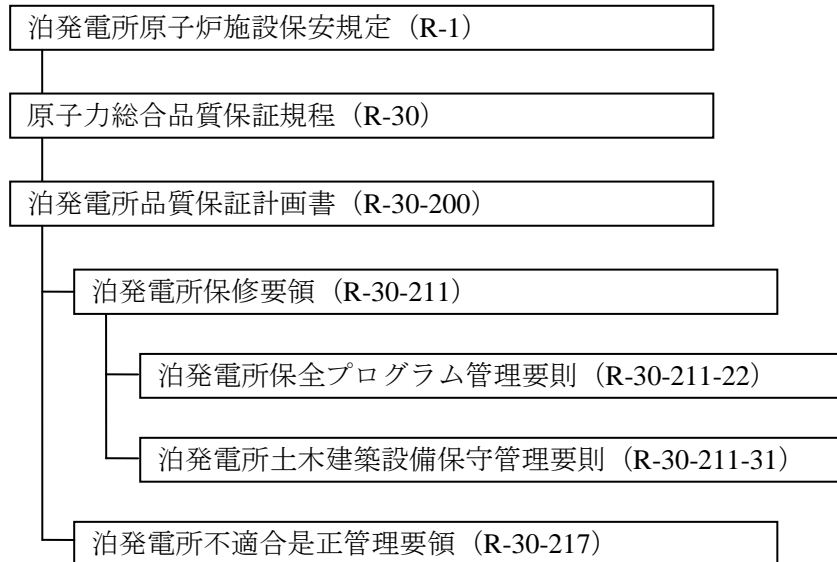 泊発電所原子炉施設保安規定（R-1）
原子力総合品質保証規程（R-30）
泊発電所品質保証計画書（R-30-200）
泊発電所保修要領（R-30-211）
泊発電所保全プログラム管理要則（R-30-211-22）
泊発電所土木建築設備保守管理要則（R-30-211-31）
泊発電所不適合是正管理要領（R-30-217）